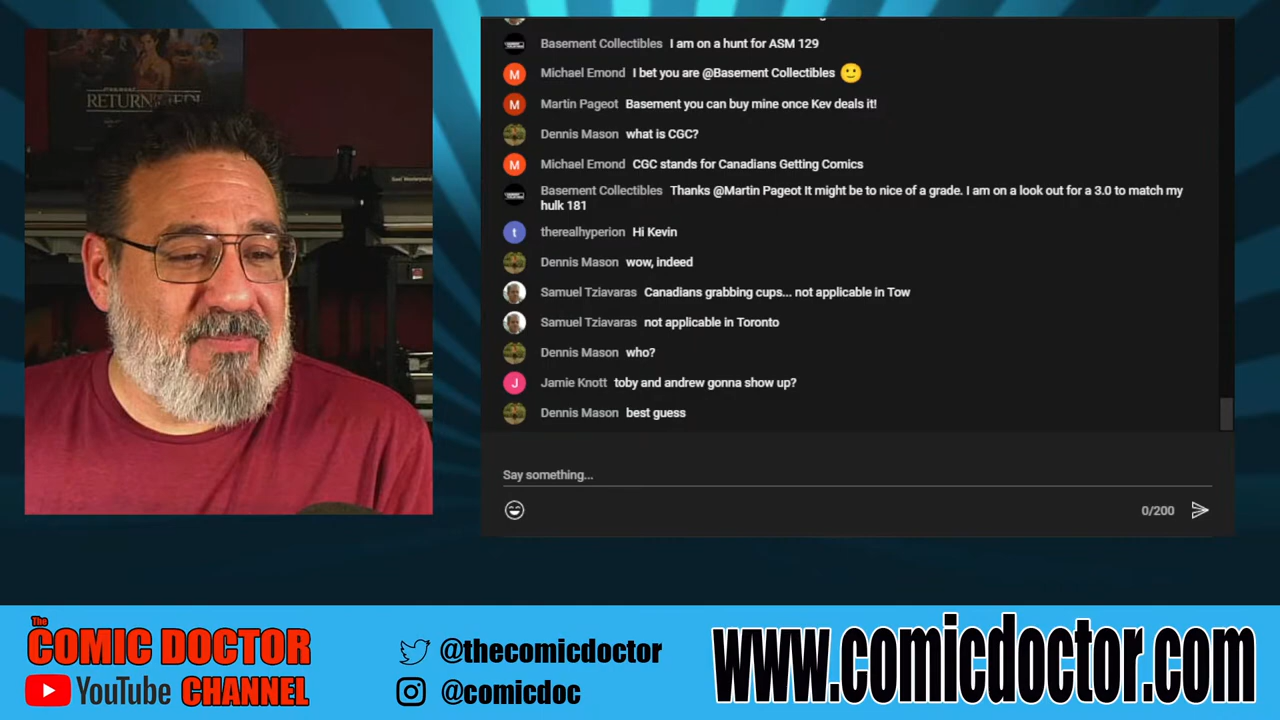 STAR WARS
RETURN JEDI
Basement Collectibles I am on a hunt for ASM 129
M Michael Emond I bet you are @Basement Collectibles 🙂
M Martin Pageot Basement you can buy mine once Kev deals it!
Dennis Mason what is CGC?
M Michael Emond CGC stands for Canadians Getting Comics
Basement Collectibles Thanks @Martin Pageot It might be to nice of a grade. I am on a look out for a 3.0 to match my
hulk 181
t therealhyperion Hi Kevin
Dennis Mason wow, indeed
Samuel Tziavaras Canadians grabbing cups... not applicable in Tow
Samuel Tziavaras not applicable in Toronto
Dennis Mason who?
J Jamie Knott toby and andrew gonna show up?
Dennis Mason best guess
Say something...
0/200
The
COMIC DOCTOR
YouTube CHANNEL
@thecomicdoctor
@comicdoc
www.comicdoctor.com